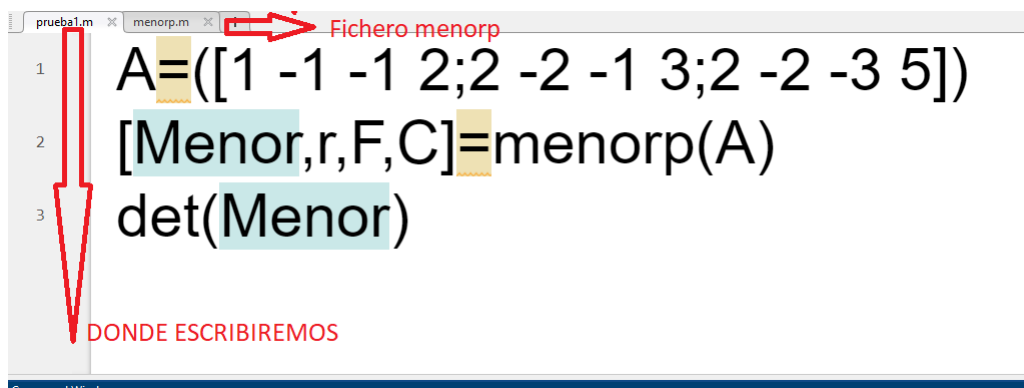 prueba1.m menorp.m
Fichero menorp
1 A=([1 -1 -1 2;2 -2 -1 3;2 -2 -3 5])
2 [Menor,r,F,C]=menorp(A)
3 det(Menor)
DONDE ESCRIBIREMOS